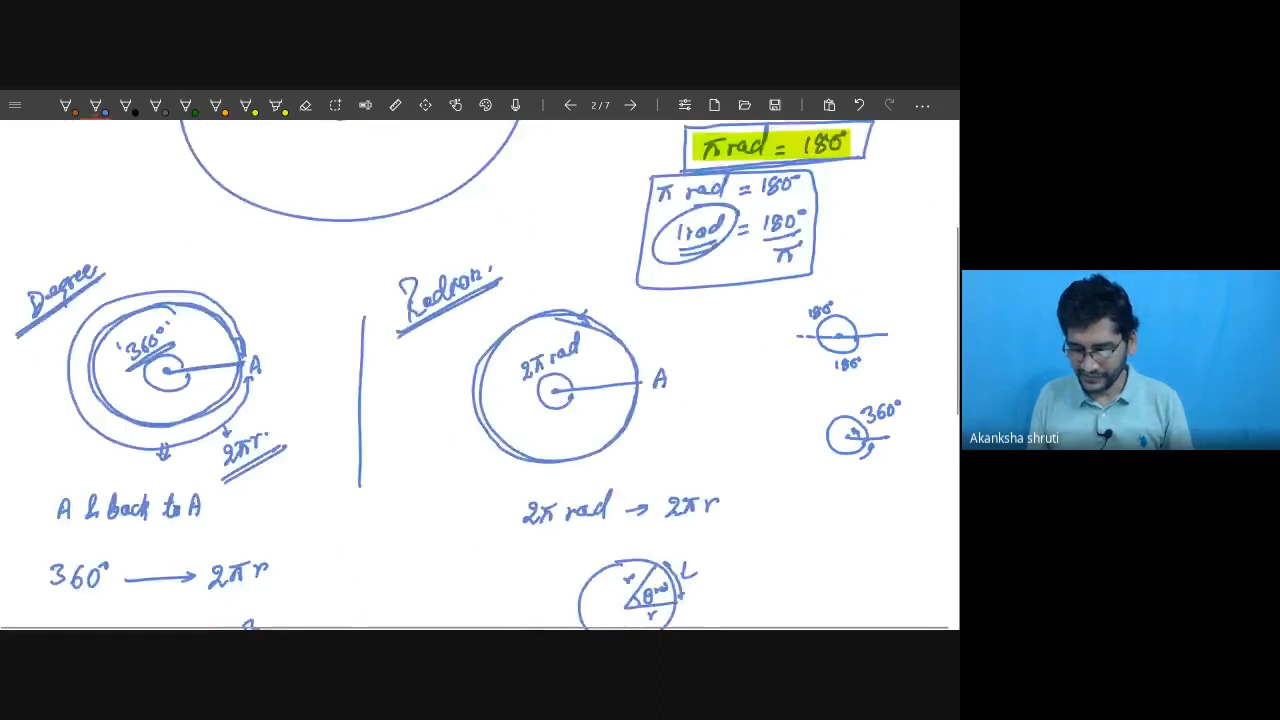 2/7
π rad = 180°
π rad = 180°
1 rad = 180°
π
Degree
Radian.
360°
A
2πr.
2π rad
A
180°
180°
360°
Akanksha shruti
A & back to A
2π rad → 2πr
360° → 2πr
r
θ rad
r
L